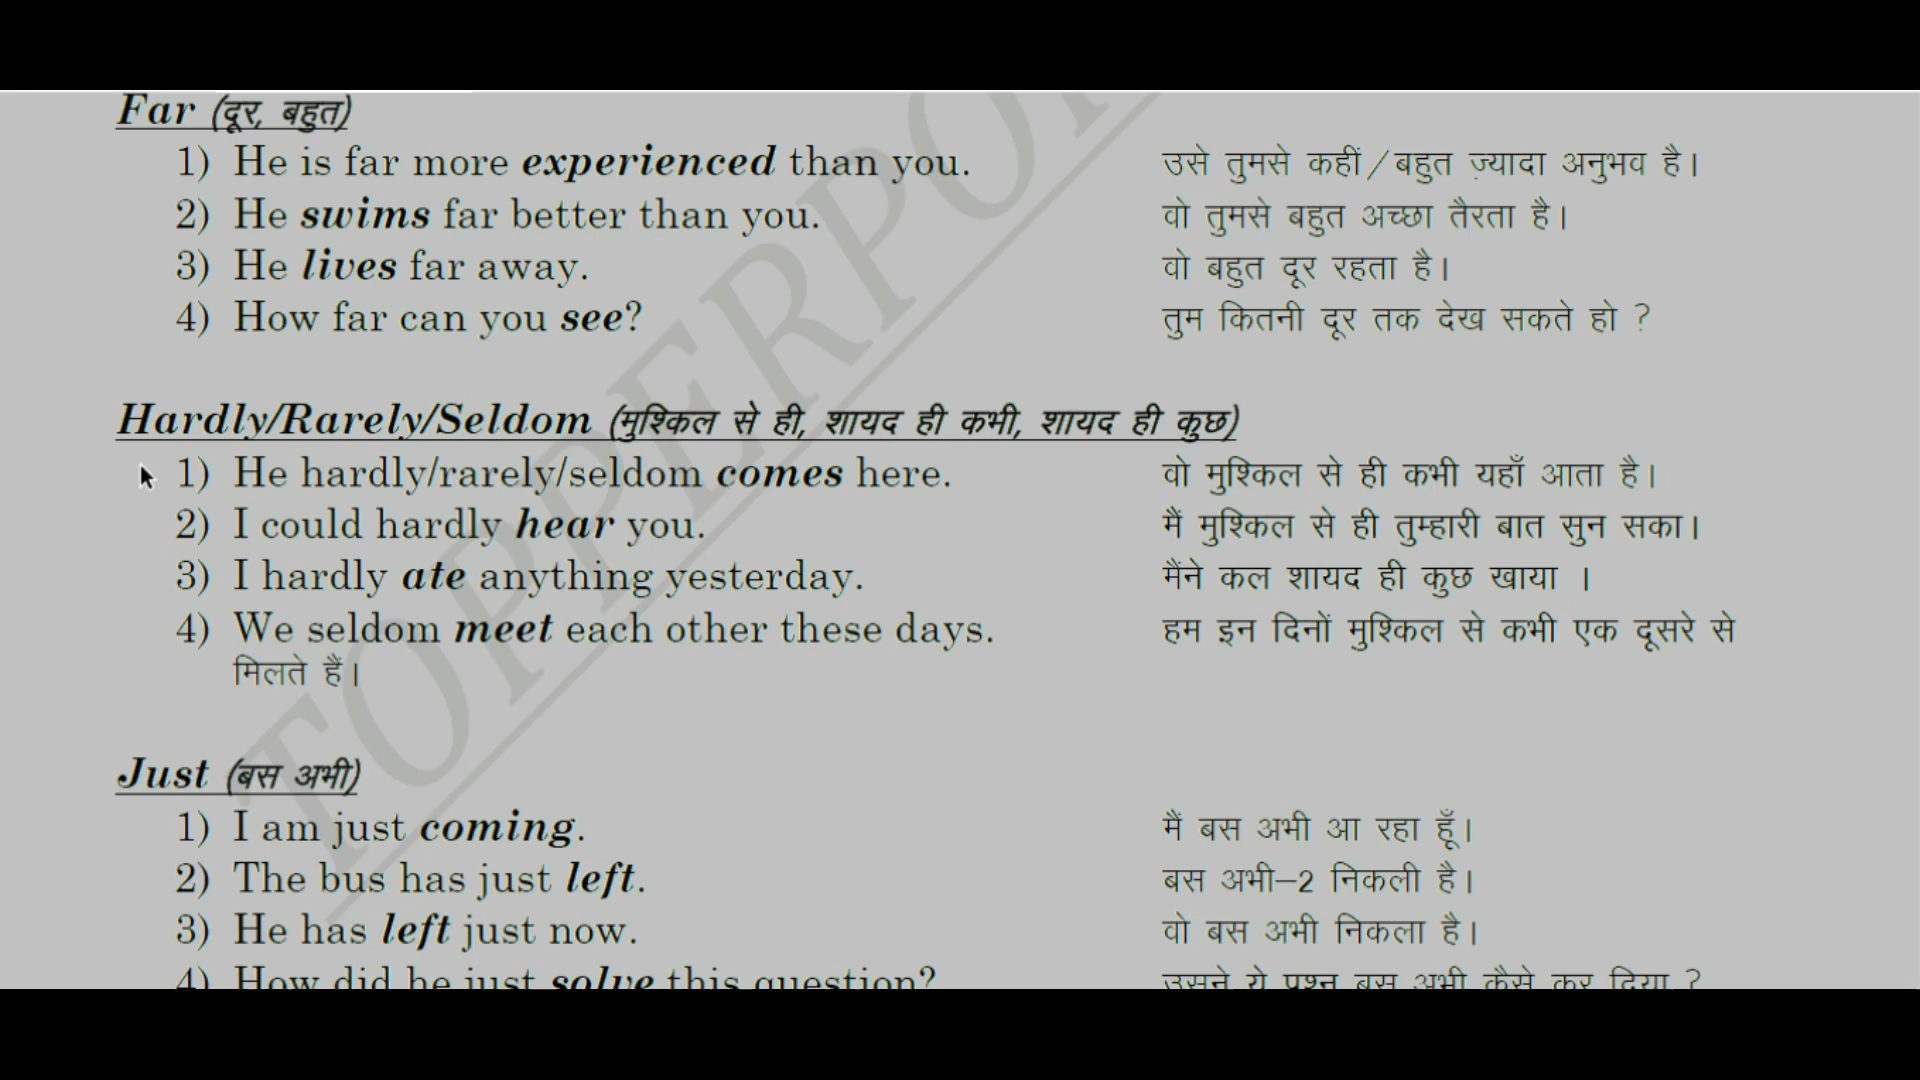 Far (दूर, बहुत)
1) He is far more experienced than you. उसे तुमसे कहीं/बहुत ज़्यादा अनुभव है।
2) He swims far better than you. वो तुमसे बहुत अच्छा तैरता है।
3) He lives far away. वो बहुत दूर रहता है।
4) How far can you see? तुम कितनी दूर तक देख सकते हो ?
Hardly/Rarely/Seldom (मुश्किल से ही, शायद ही कभी, शायद ही कुछ)
1) He hardly/rarely/seldom comes here. वो मुश्किल से ही कभी यहाँ आता है।
2) I could hardly hear you. मैं मुश्किल से ही तुम्हारी बात सुन सका।
3) I hardly ate anything yesterday. मैंने कल शायद ही कुछ खाया ।
4) We seldom meet each other these days. हम इन दिनों मुश्किल से कभी एक दूसरे से
मिलते हैं।
Just (बस अभी)
1) I am just coming. मैं बस अभी आ रहा हूँ।
2) The bus has just left. बस अभी–2 निकली है।
3) He has left just now. वो बस अभी निकला है।
4) How did he just solve this question? उसने ये प्रश्न बस अभी कैसे कर दिया ?